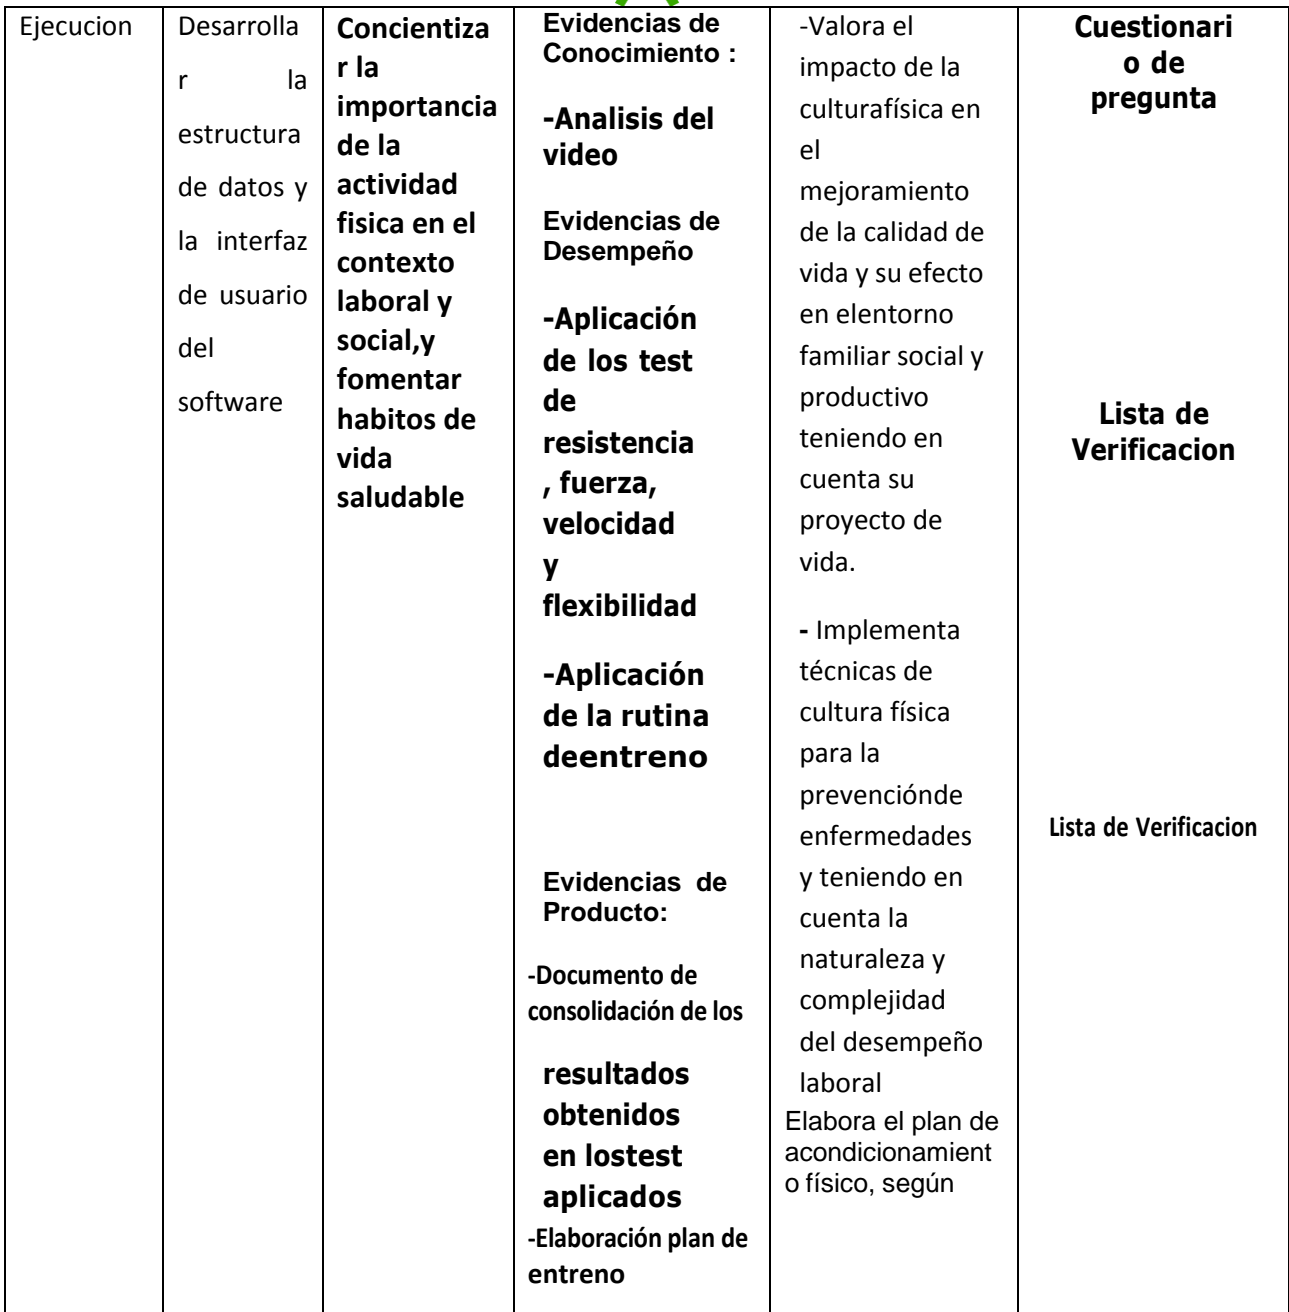 Ejecucion
Desarrolla
r la
estructura
de datos y
la interfaz
de usuario
del
software
Concientiza
r la
importancia
de la
actividad
fisica en el
contexto
laboral y
social,y
fomentar
habitos de
vida
saludable
Evidencias de
Conocimiento :
-Analisis del
video
Evidencias de
Desempeño
-Aplicación
de los test
de
resistencia
, fuerza,
velocidad
y
flexibilidad
-Aplicación
de la rutina
deentreno
Evidencias de
Producto:
-Documento de
consolidación de los
resultados
obtenidos
en lostest
aplicados
-Elaboración plan de
entreno
-Valora el
impacto de la
culturafísica en
el
mejoramiento
de la calidad de
vida y su efecto
en elentorno
familiar social y
productivo
teniendo en
cuenta su
proyecto de
vida.
- Implementa
técnicas de
cultura física
para la
prevenciónde
enfermedades
y teniendo en
cuenta la
naturaleza y
complejidad
del desempeño
laboral
Elabora el plan de
acondicionamient
o físico, según
Cuestionari
o de
pregunta
Lista de
Verificacion
Lista de Verificacion